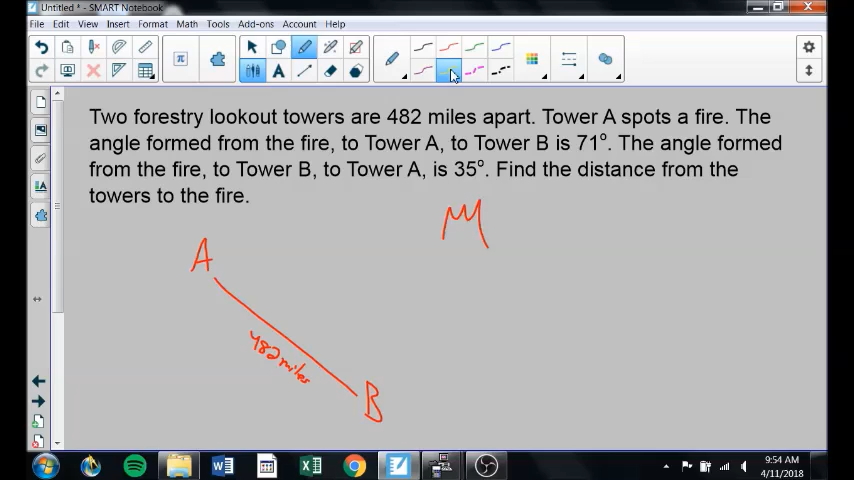 Untitled * - SMART Notebook
File Edit View Insert Format Math Tools Add-ons Account Help
Two forestry lookout towers are 482 miles apart. Tower A spots a fire. The
angle formed from the fire, to Tower A, to Tower B is 71°. The angle formed
from the fire, to Tower B, to Tower A, is 35°. Find the distance from the
towers to the fire.
A
482 miles
B
9:54 AM
4/11/2018